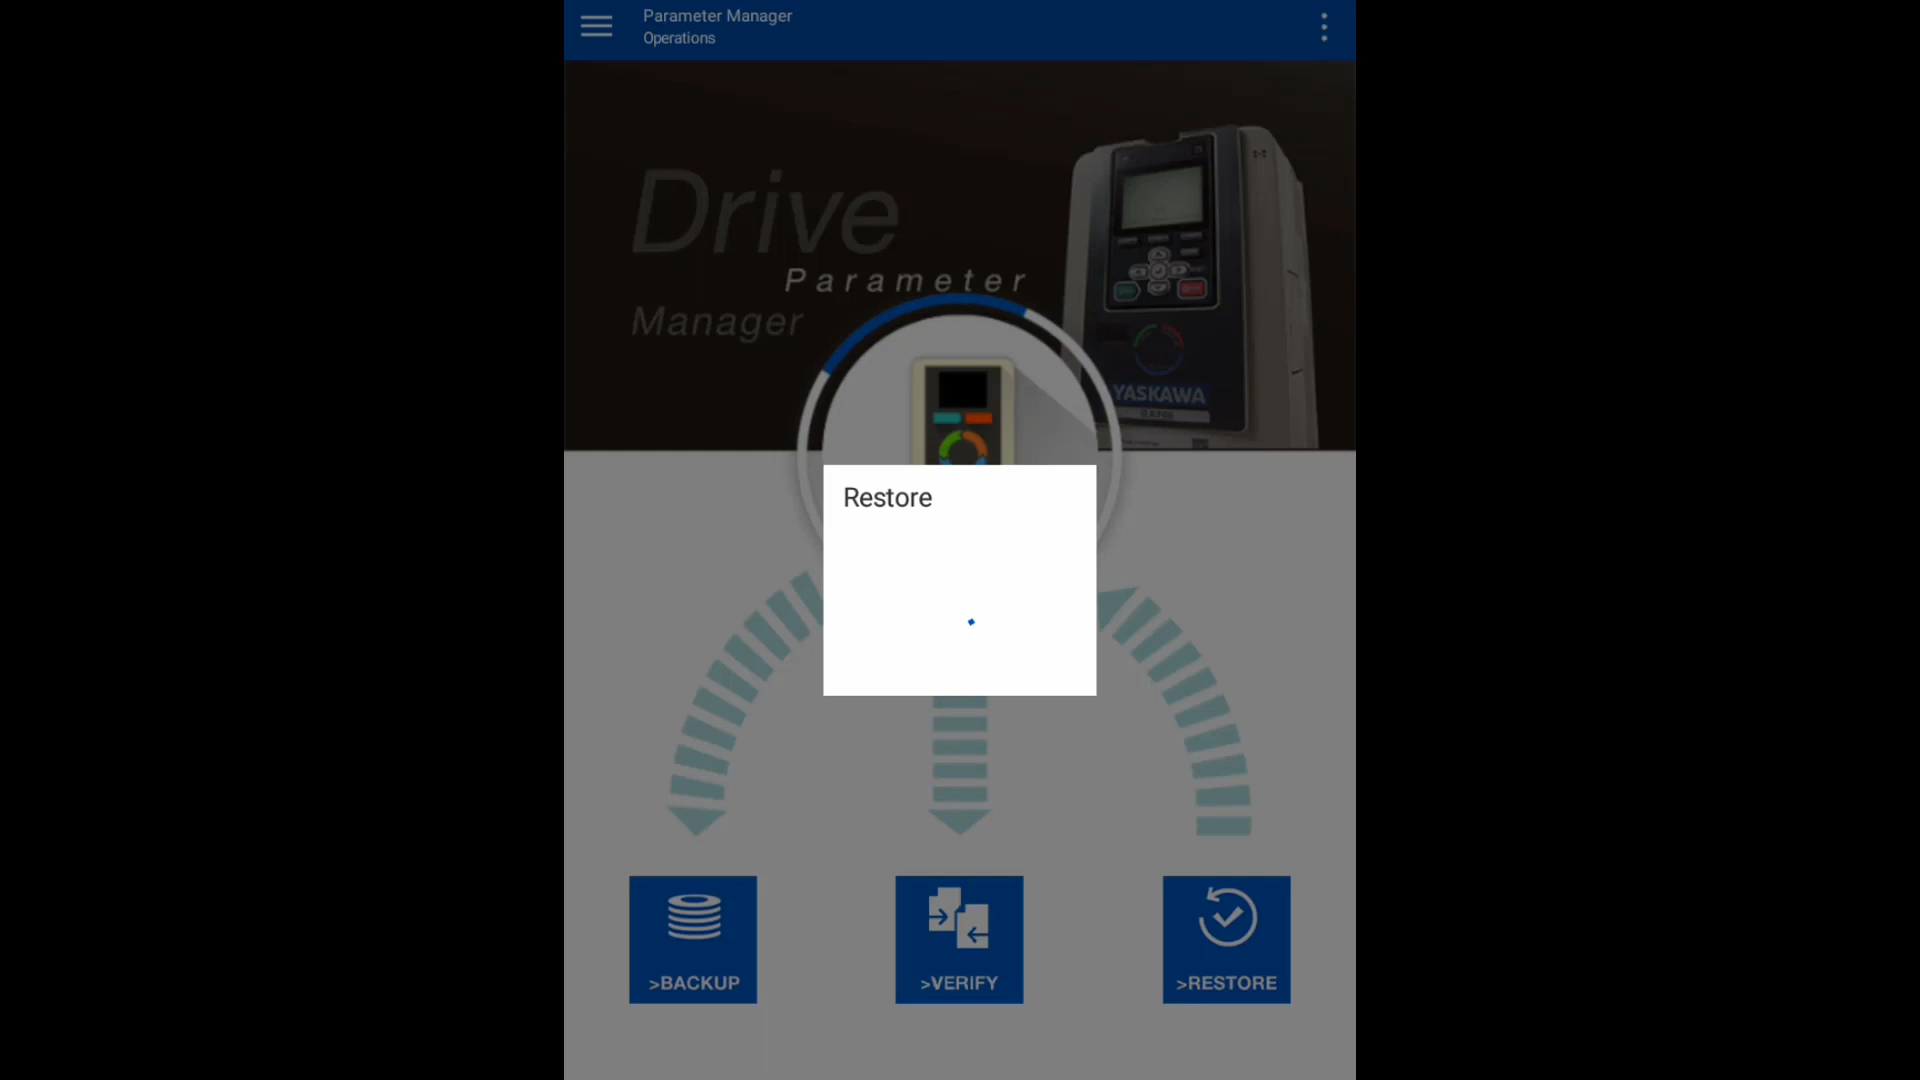 Parameter Manager
Operations
Drive
Parameter
Manager
YASKAWA
Restore
>BACKUP
>VERIFY
>RESTORE